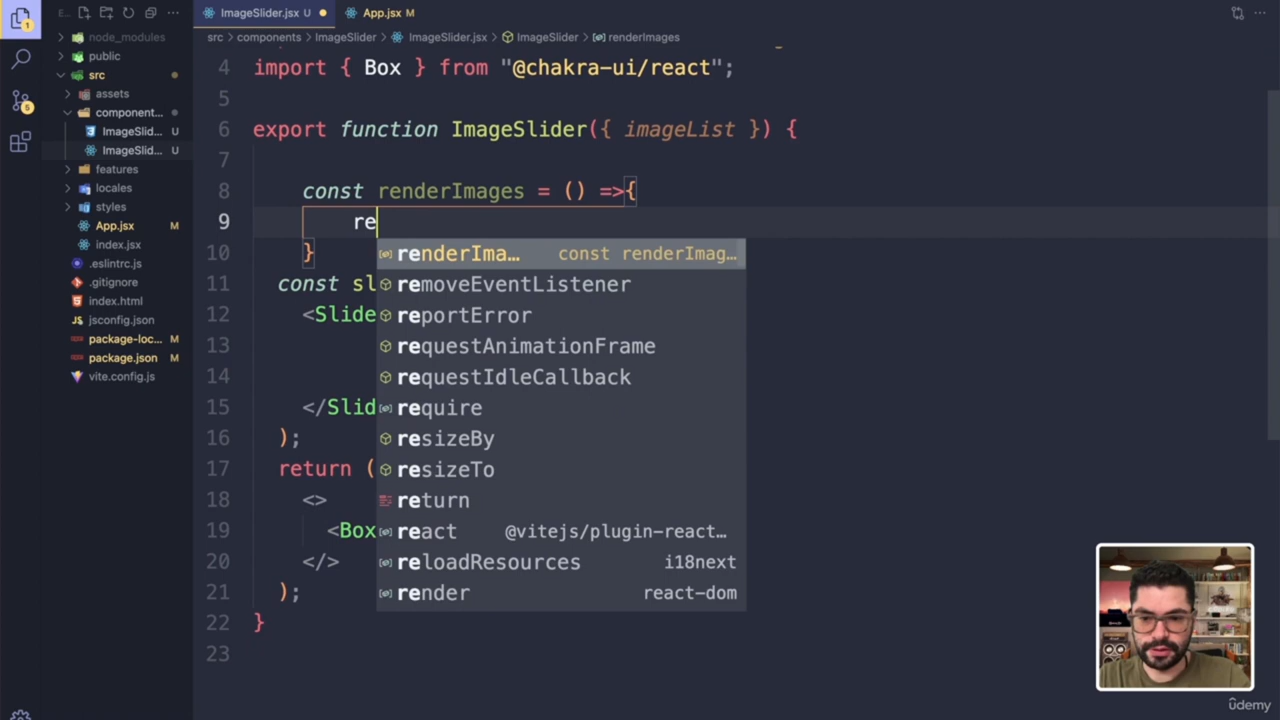 E...
ImageSlider.jsx U
App.jsx M
src > components > ImageSlider > ImageSlider.jsx > ImageSlider > renderImages
node_modules
public
src
assets
component...
ImageSlid... U
ImageSlid... U
features
locales
styles
App.jsx M
index.jsx
.eslintrc.js
.gitignore
index.html
jsconfig.json
package-loc... M
package.json M
vite.config.js
1
6
4 import { Box } from "@chakra-ui/react";
5
6 export function ImageSlider({ imageList }) {
7
8 const renderImages = () =>{
9 re
10 }
11 const sl
12 <Slide
13
14
15 </Slid
16 );
17 return (
18 <>
19 <Box
20 </>
21 );
22 }
23
renderIma... const renderImag...
removeEventListener
reportError
requestAnimationFrame
requestIdleCallback
require
resizeBy
resizeTo
return
react @vitejs/plugin-react...
reloadResources i18next
render react-dom
ûdemy